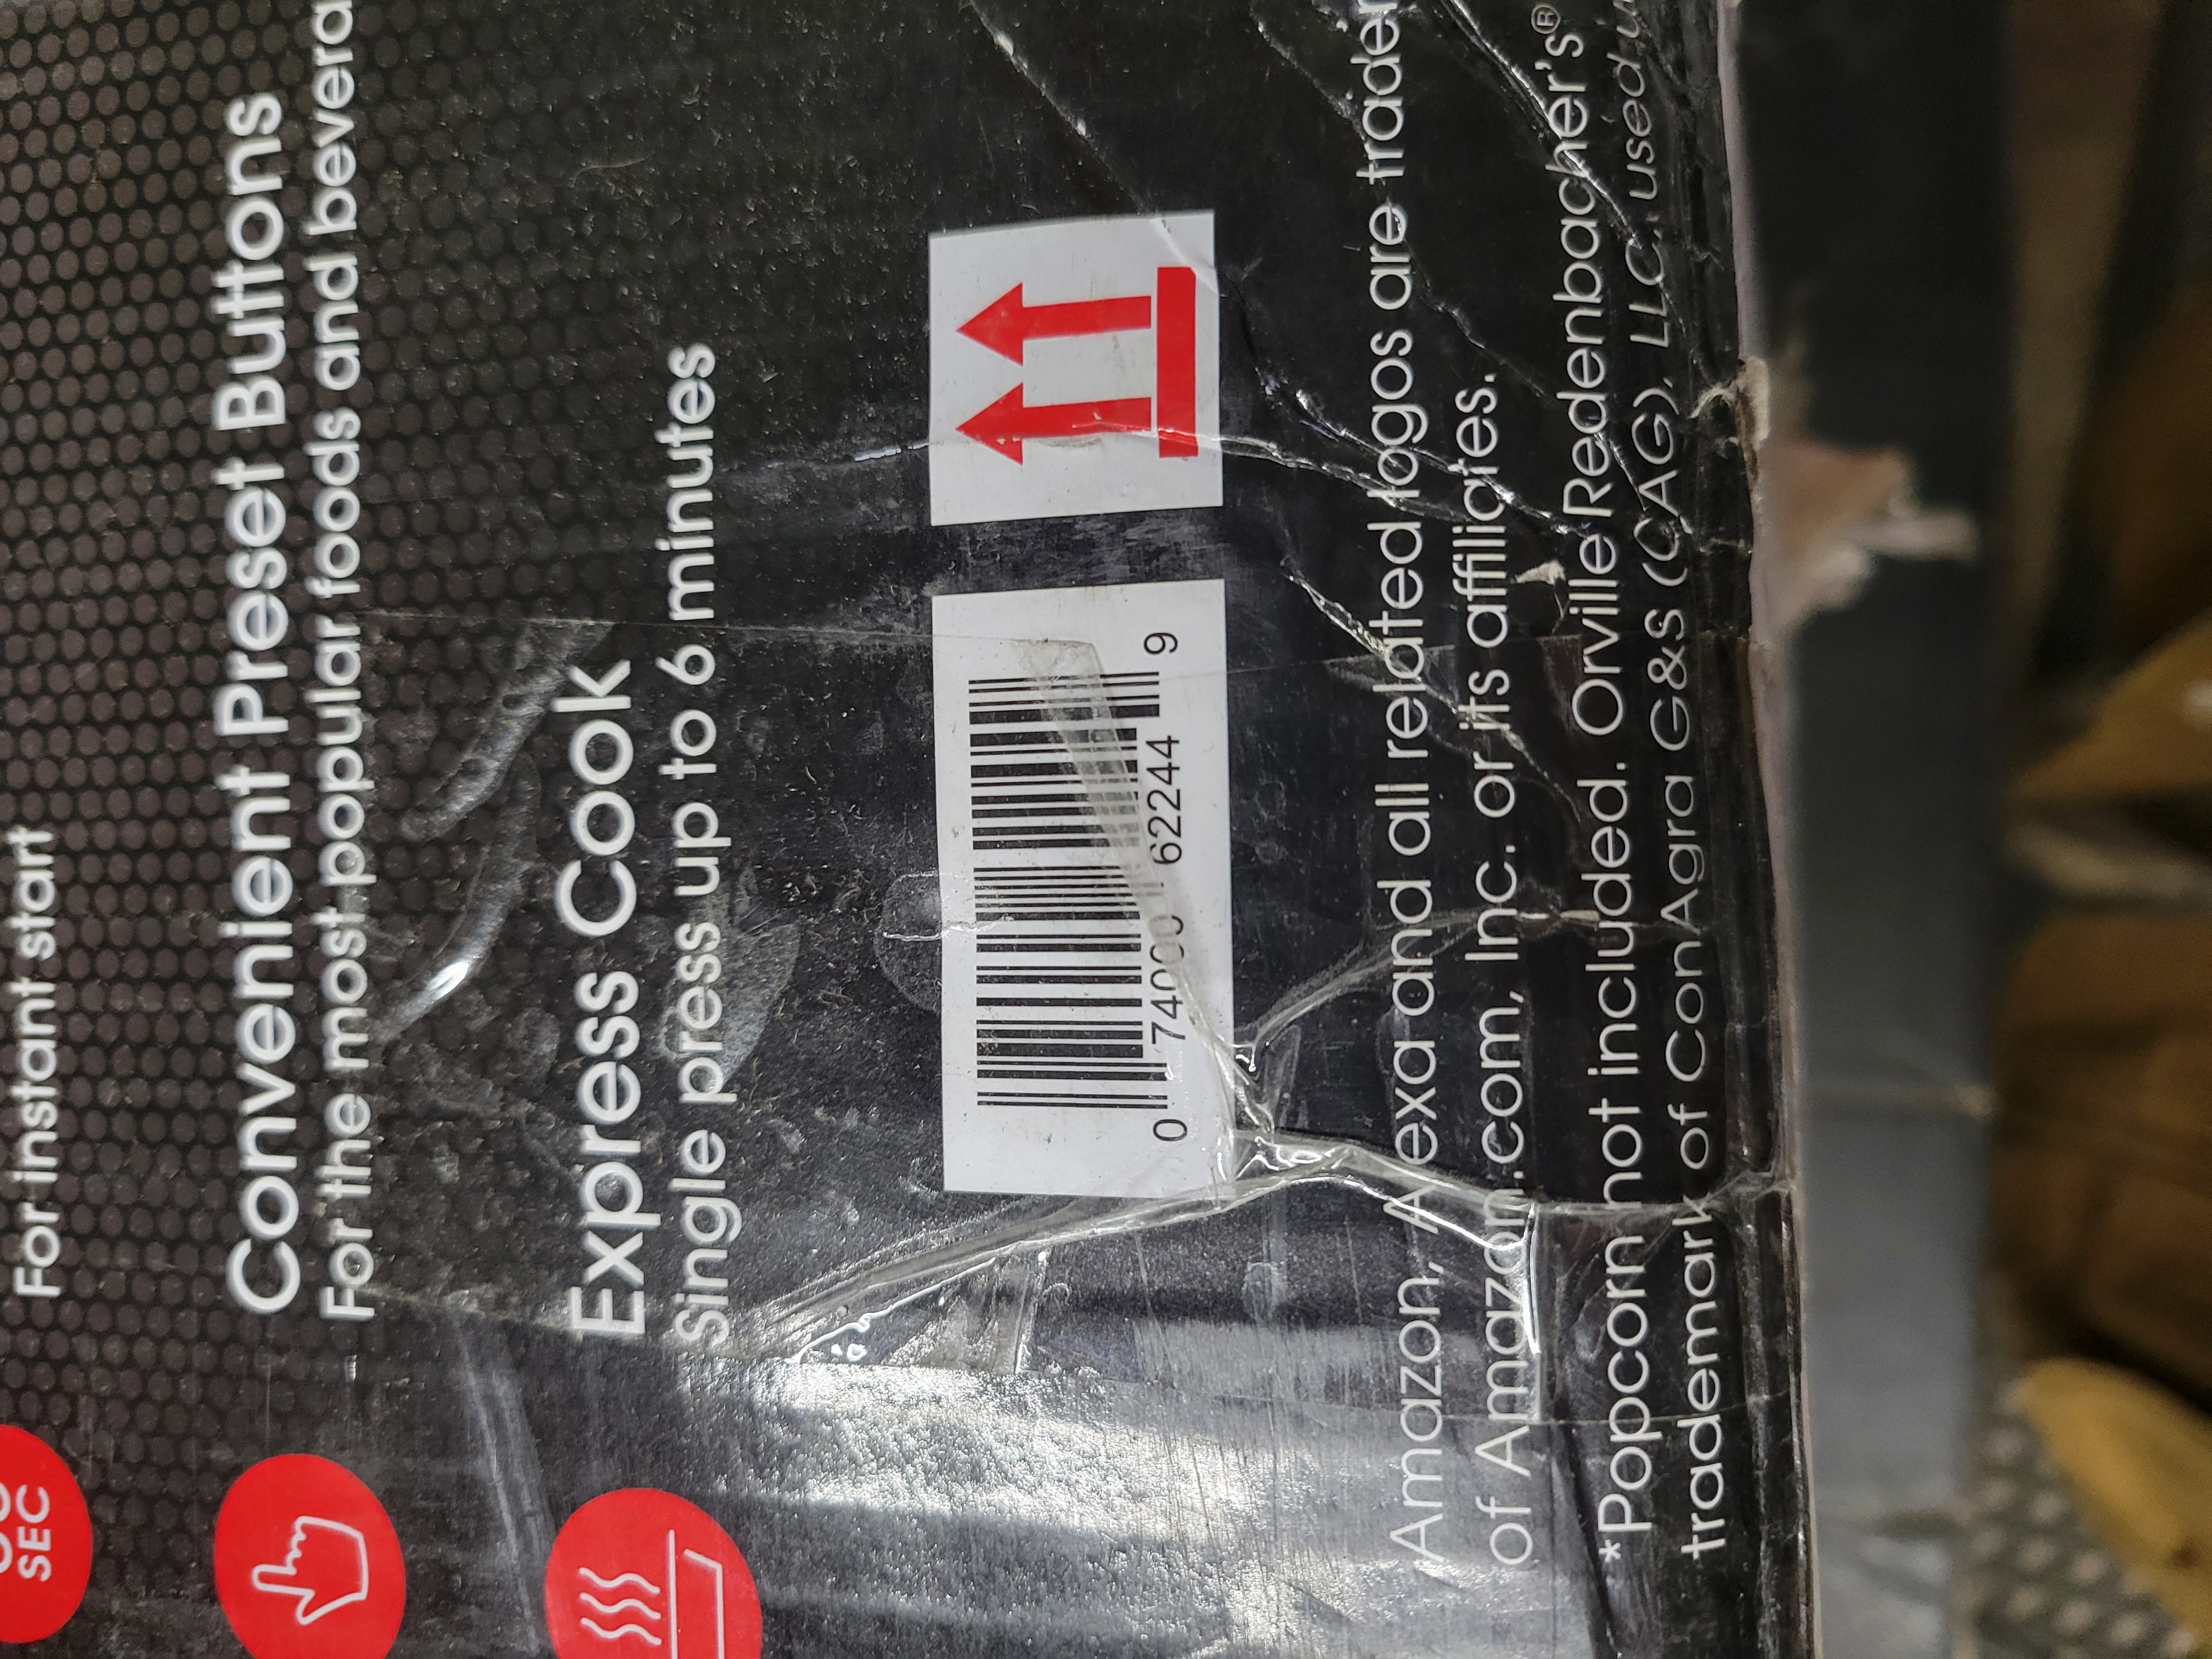 SEC
For instant start
Convenient Preset Buttons
For the most popular foods and
Express Cook
Single press up to 6 minutes
0 74000 62244 9
Amazon, Alexa and all related logos are
of Amazon.com, Inc. or its affiliates.
*Popcorn not included. Orville Redenbacher's®
trademark of ConAgra G&S (CAG), LLC, used